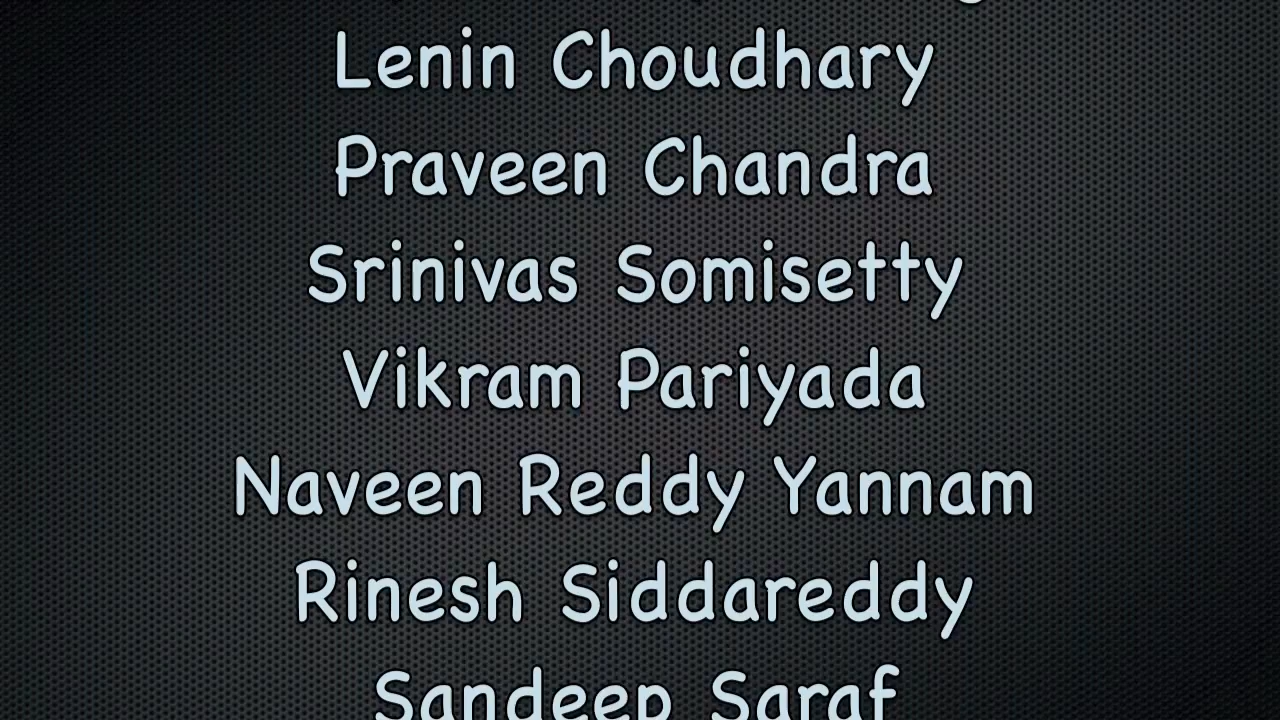 Lenin Choudhary
Praveen Chandra
Srinivas Somisetty
Vikram Pariyada
Naveen Reddy Yannam
Rinesh Siddareddy
Sandeep Saraf